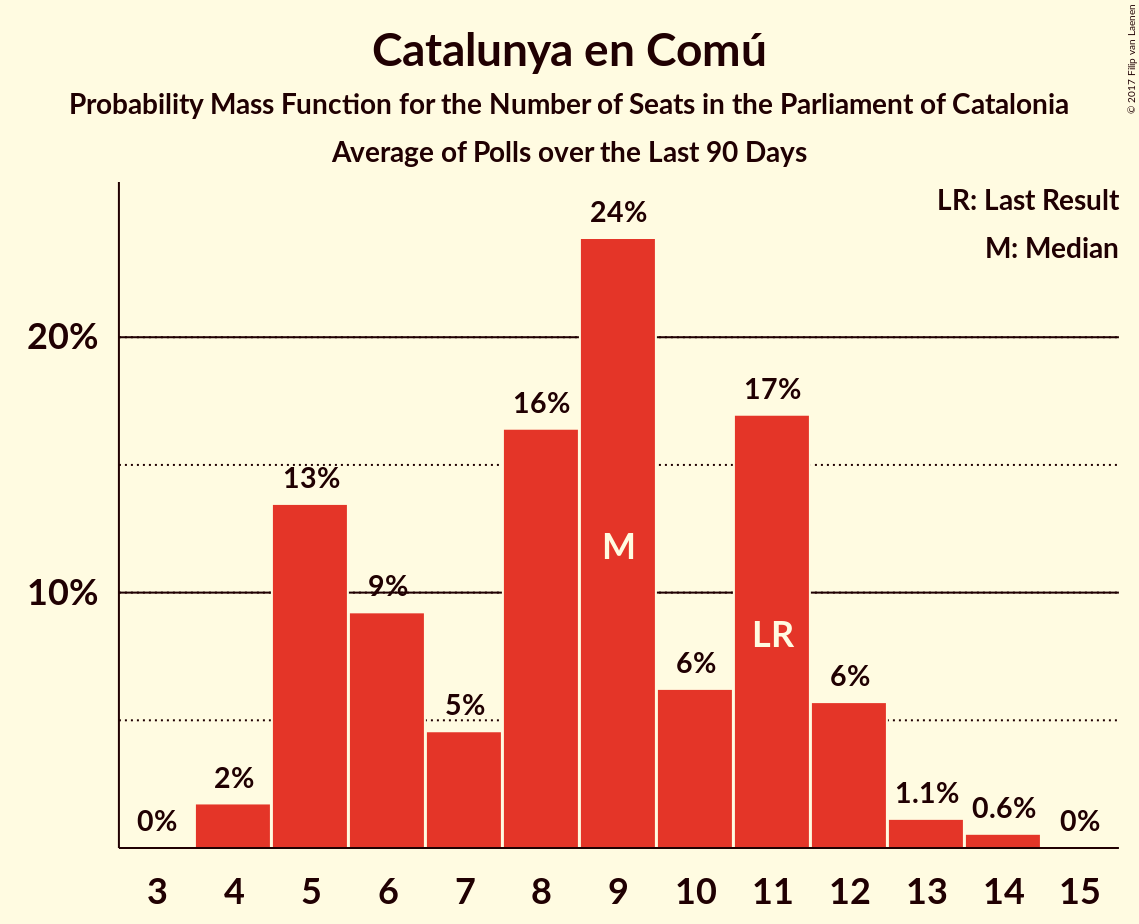 Catalunya en Comú
Probability Mass Function for the Number of Seats in the Parliament of Catalonia
Average of Polls over the Last 90 Days
© 2017 Filip van Laenen
LR: Last Result
M: Median
20%
10%
0%
2%
13%
9%
5%
16%
24%
6%
17%
6%
1.1%
0.6%
0%
M
LR
3 4 5 6 7 8 9 10 11 12 13 14 15